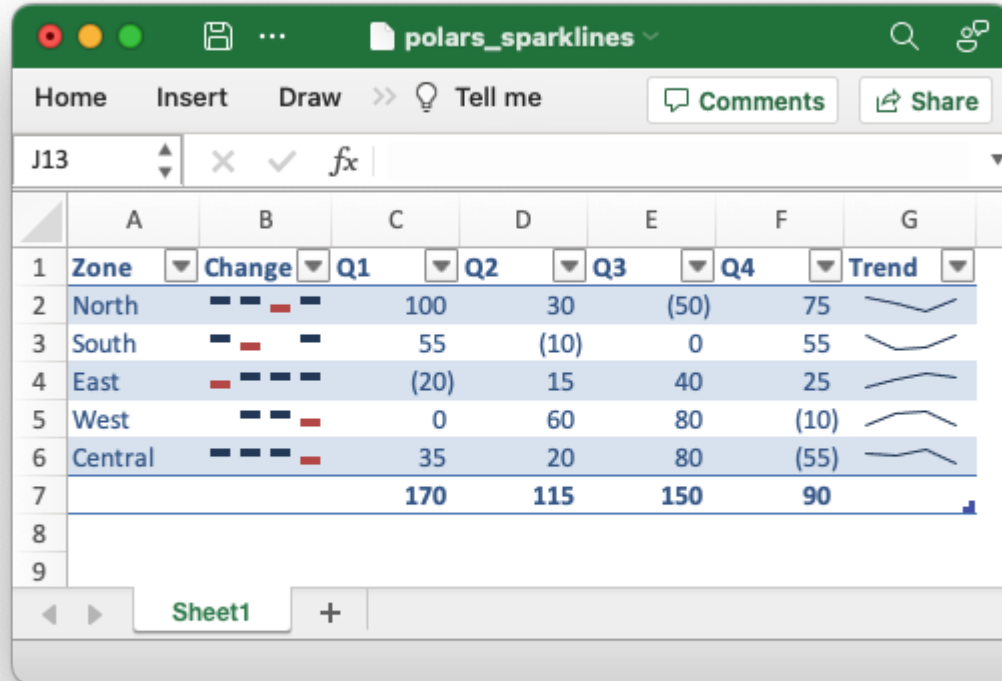 polars_sparklines
Home Insert Draw Tell me Comments Share
J13 fx
A B C D E F G
1 Zone Change Q1 Q2 Q3 Q4 Trend
2 North 100 30 (50) 75
3 South 55 (10) 0 55
4 East (20) 15 40 25
5 West 0 60 80 (10)
6 Central 35 20 80 (55)
7 170 115 150 90
8
9
Sheet1 +